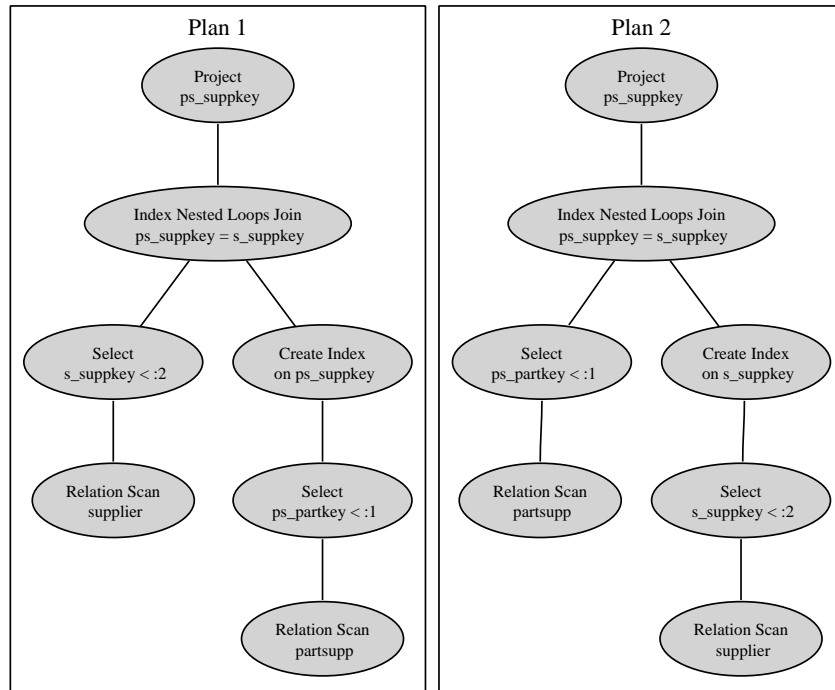 Plan 1
Project
ps_suppkey
Index Nested Loops Join
ps_suppkey = s_suppkey
Select
s_suppkey < :2
Create Index
on ps_suppkey
Relation Scan
supplier
Select
ps_partkey < :1
Relation Scan
partsupp
Plan 2
Project
ps_suppkey
Index Nested Loops Join
ps_suppkey = s_suppkey
Select
ps_partkey < :1
Create Index
on s_suppkey
Relation Scan
partsupp
Select
s_suppkey < :2
Relation Scan
supplier